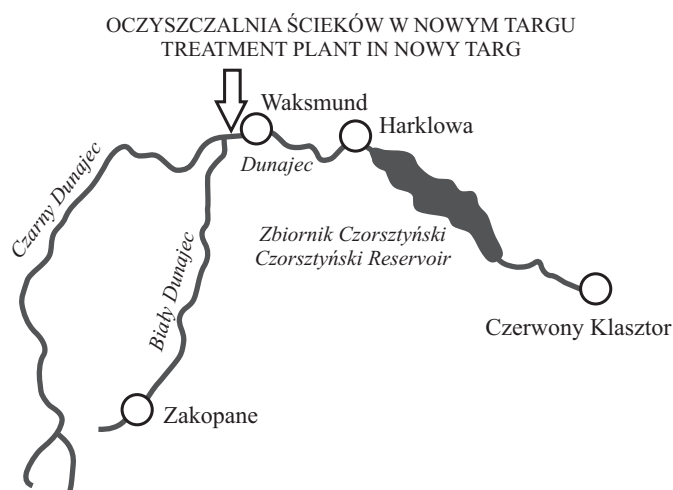 OCZYSZCZALNIA ŚCIEKÓW W NOWYM TARGU
TREATMENT PLANT IN NOWY TARG
Waksmund
Harklowa
Dunajec
Czarny Dunajec
Zbiornik Czorsztyński
Czorsztyński Reservoir
Biały Dunajec
Czerwony Klasztor
Zakopane